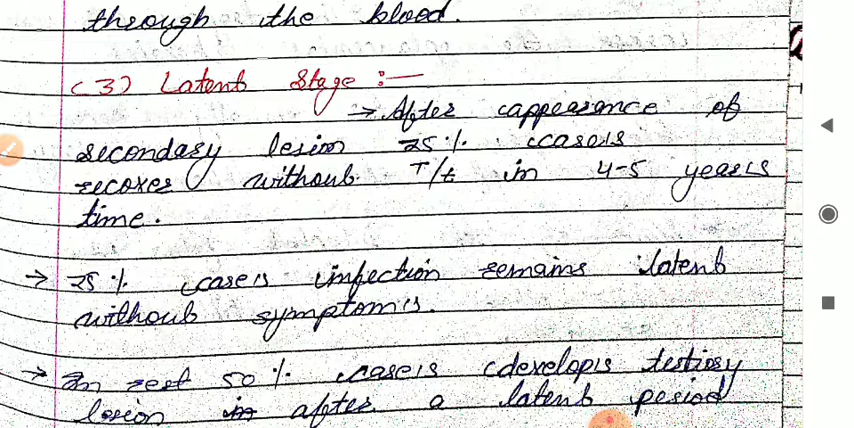 through the blood.
(3) Latent Stage :—
→ After appearance of
secondary lesion 25% cases
recover without T/t in 4-5 years
time.
→ 25% cases infection remains latent
without symptoms.
→ In rest 50% cases develops tertiary
lesion in after a latent period